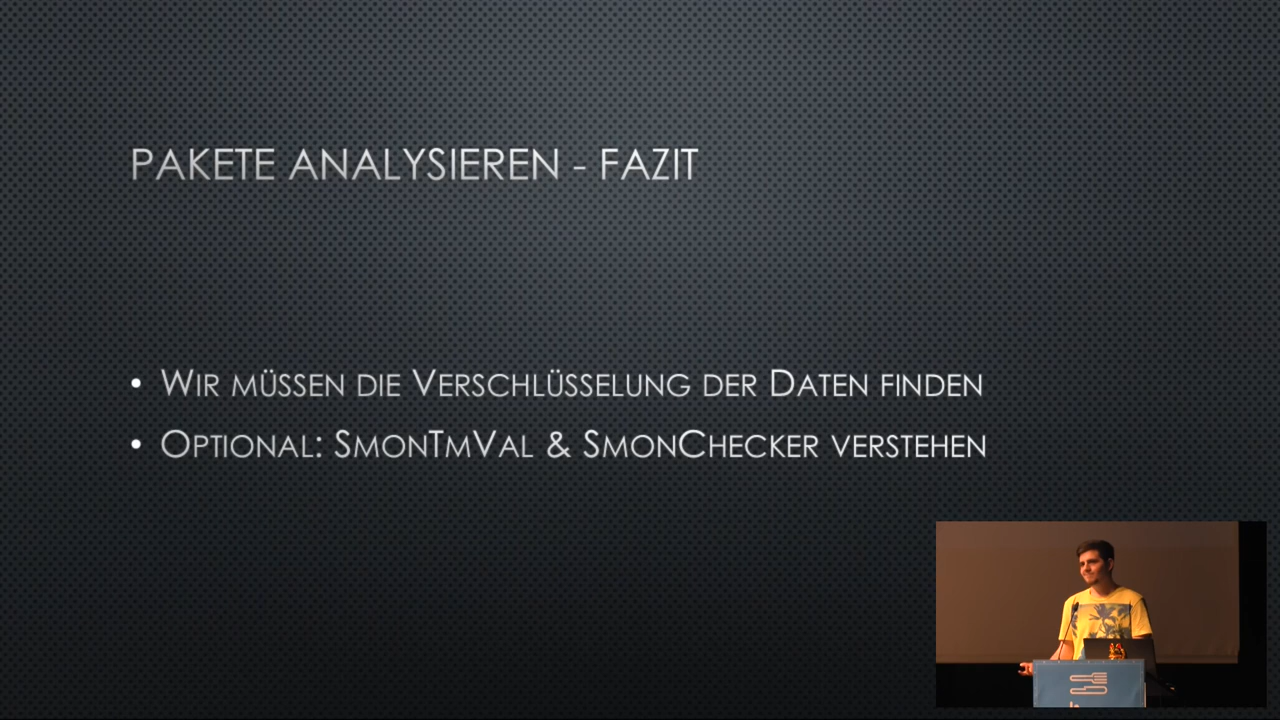 PAKETE ANALYSIEREN - FAZIT
• WIR MÜSSEN DIE VERSCHLÜSSELUNG DER DATEN FINDEN
• OPTIONAL: SMONTMVAL & SMONCHECKER VERSTEHEN